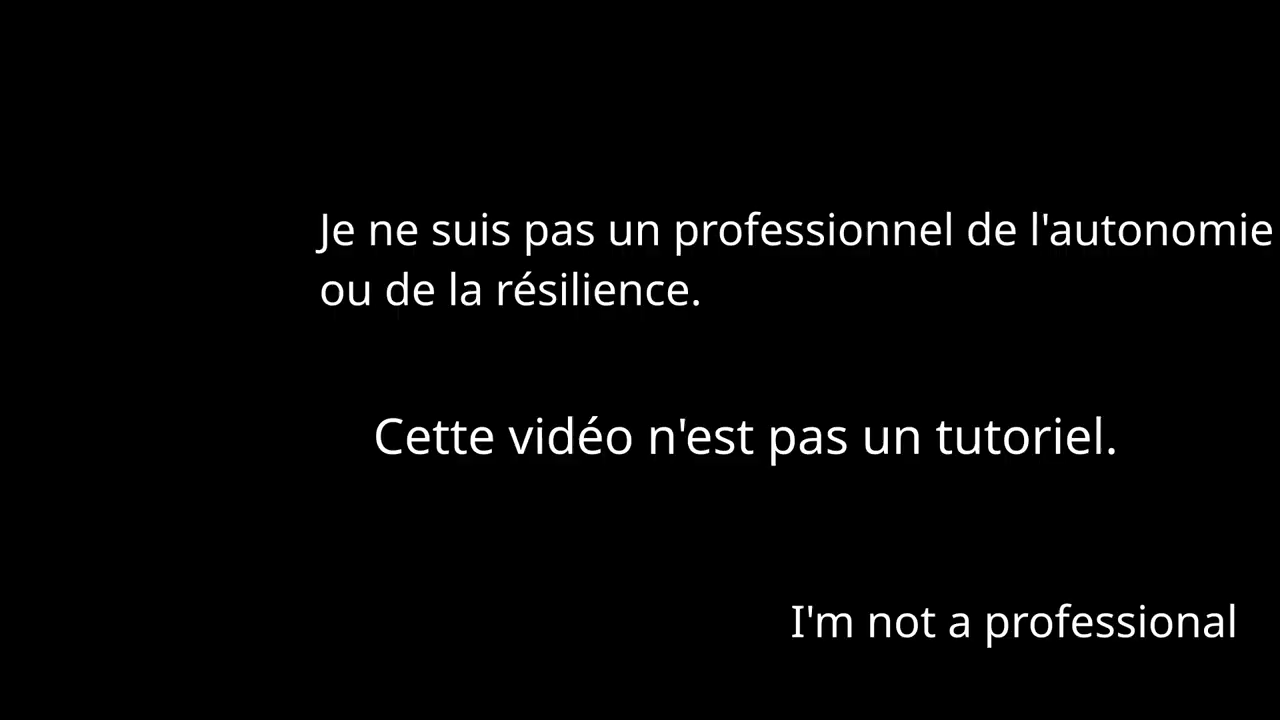 Je ne suis pas un professionnel de l'autonomie
ou de la résilience.
Cette vidéo n'est pas un tutoriel.
I'm not a professional